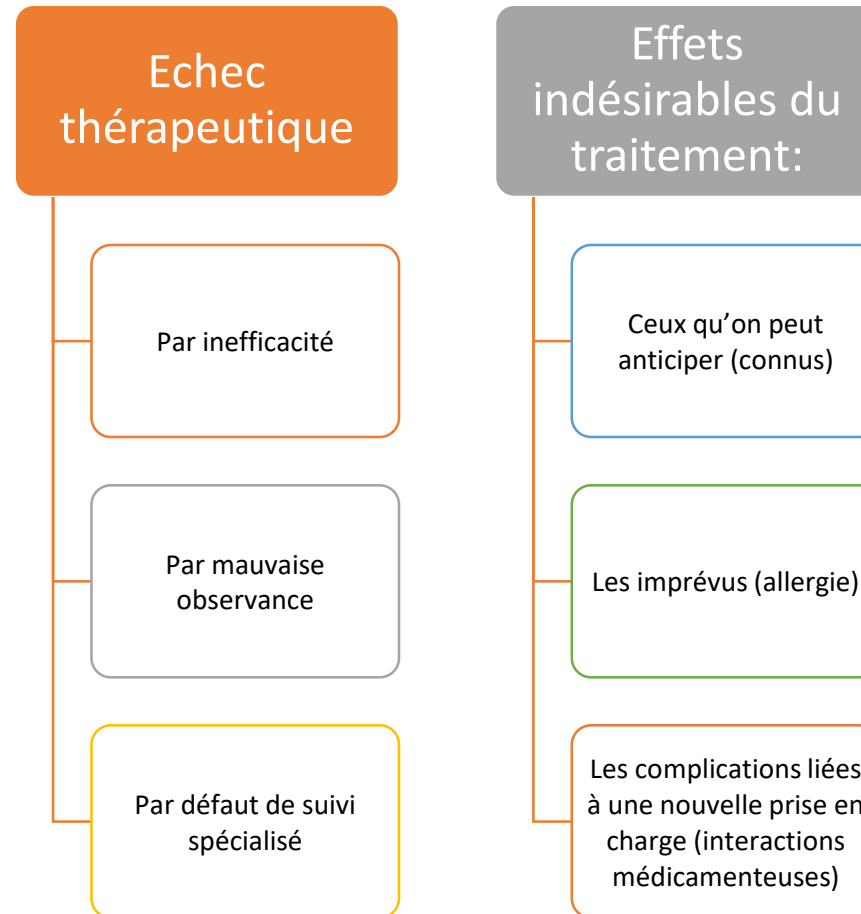 Echec
thérapeutique
Par inefficacité
Par mauvaise
observance
Par défaut de suivi
spécialisé
Effets
indésirables du
traitement:
Ceux qu’on peut
anticiper (connus)
Les imprévus (allergie)
Les complications liées
à une nouvelle prise en
charge (interactions
médicamenteuses)